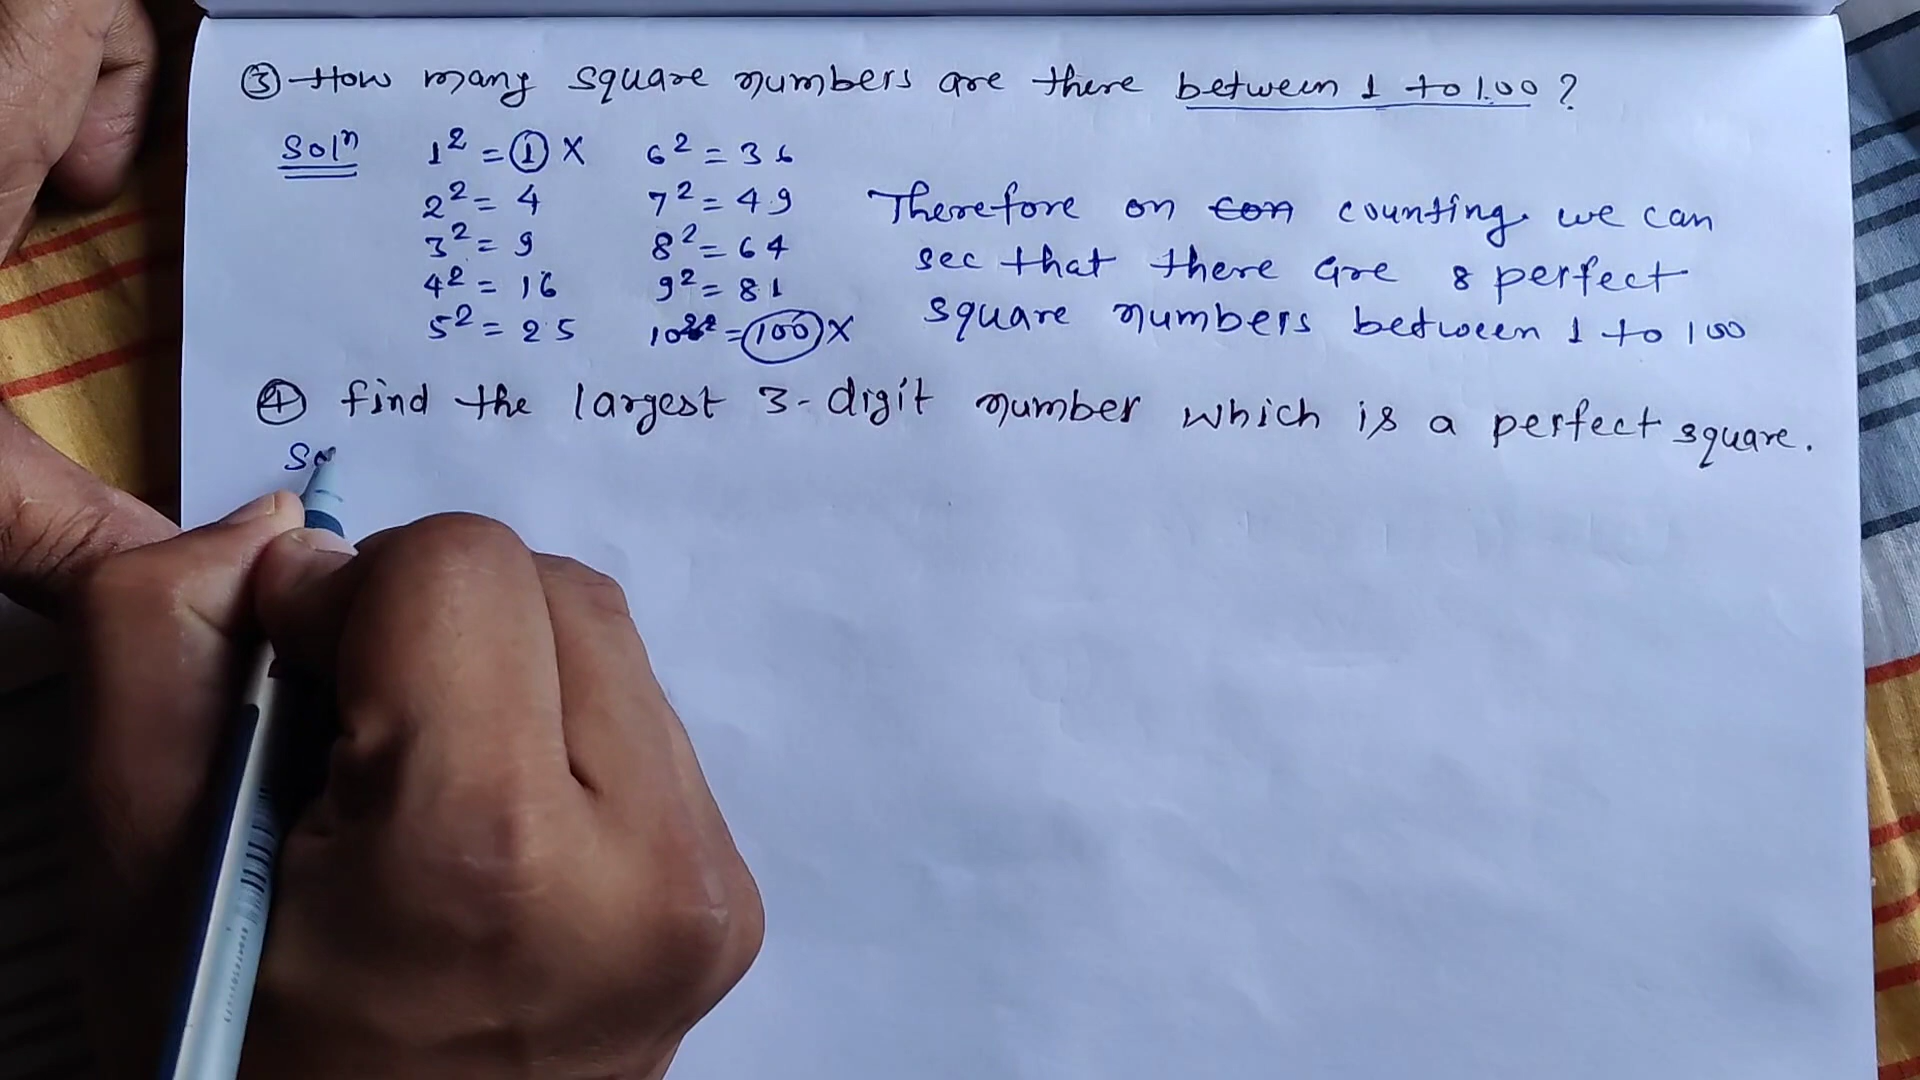 ③ How many square numbers are there between 1 to 100 ?
Solⁿ 1² = 1 X 6² = 36
2² = 4 7² = 49
3² = 9 8² = 64
4² = 16 9² = 81
5² = 25 10² = 100 X
Therefore on con counting we can
see that there are 8 perfect
square numbers between 1 to 100
④ find the largest 3-digit number which is a perfect square.
So